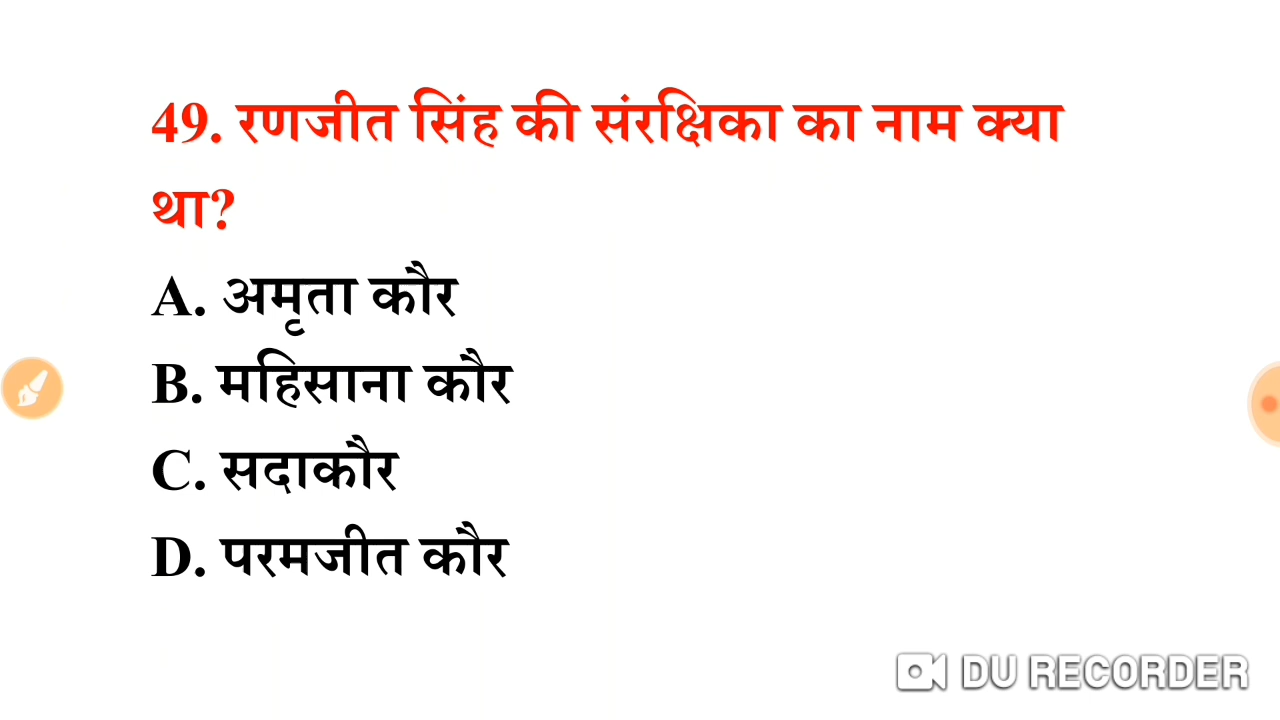 49. रणजीत सिंह की संरक्षिका का नाम क्या
था?
A. अमृता कौर
B. महिसाना कौर
C. सदाकौर
D. परमजीत कौर
DU RECORDER